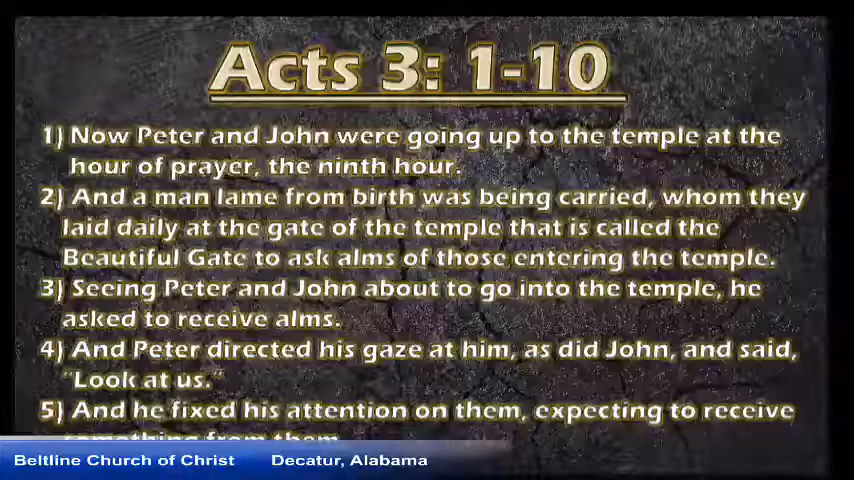 Acts 3: 1-10
1) Now Peter and John were going up to the temple at the
hour of prayer, the ninth hour.
2) And a man lame from birth was being carried, whom they
laid daily at the gate of the temple that is called the
Beautiful Gate to ask alms of those entering the temple.
3) Seeing Peter and John about to go into the temple, he
asked to receive alms.
4) And Peter directed his gaze at him, as did John, and said,
"Look at us."
5) And he fixed his attention on them, expecting to receive
something from them
Beltline Church of Christ Decatur, Alabama